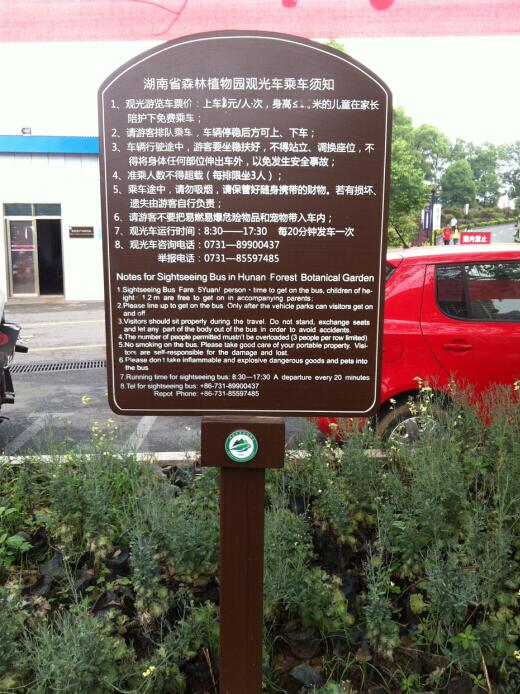 湖南省森林植物园观光车乘车须知
1、观光游览车票价：上车 元/人·次，身高≤ 米的儿童在家长
陪护下免费乘车；
2、请游客排队乘车，车辆停稳后方可上、下车；
3、车辆行驶途中，游客要坐稳扶好，不得站立、调换座位，不
得将身体任何部位伸出车外，以免发生安全事故；
4、准乘人数不得超载（每排限坐3人）；
5、乘车途中，请勿吸烟，请保管好随身携带的财物。若有损坏、
遗失由游客自行负责；
6、请游客不要把易燃易爆危险物品和宠物带入车内；
7、观光车运行时间：8:30——17:30 每20分钟发车一次
8、观光车咨询电话：0731—89900437
举报电话：0731—85597485
Notes for Sightseeing Bus in Hunan Forest Botanical Garden
1.Sightseeing Bus Fare: 5Yuan/ person·time to get on the bus, children of he-
ight 1.2 m are free to get on in accompanying parents:
2.Please line up to get on the bus. Only after the vehicle parks can visitors get on
and off
3.Visitors should sit properly during the travel. Do not stand, exchange seats
and let any part of the body out of the bus in order to avoid accidents.
4.The number of people permitted mustn't be overloaded (3 people per row limited)
5.No smoking on the bus. Please take good care of your portable property. Visi-
tors are self-responsible for the damage and lost.
6.Please don't take inflammable and explosive dangerous goods and pets into
the bus
7.Running time for sightseeing bus: 8:30—17:30 A departure every 20 minutes
8.Tel for sightseeing bus: +86-731-89900437
Repot Phone: +86-731-85597485
园内禁止